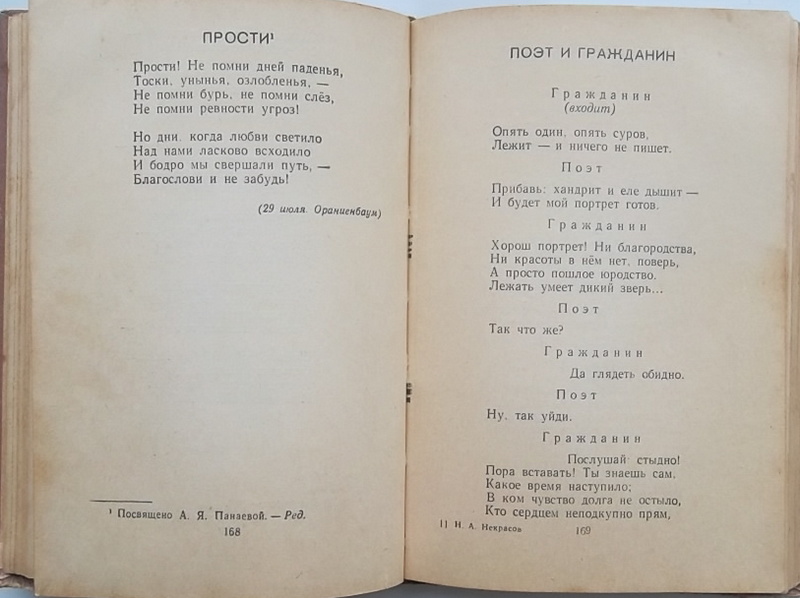 ПРОСТИ¹
Прости! Не помни дней паденья,
Тоски, унынья, озлобленья, —
Не помни бурь, не помни слёз,
Не помни ревности угроз!
Но дни, когда любви светило
Над нами ласково всходило
И бодро мы свершали путь, —
Благослови и не забудь!
(29 июля. Ораниенбаум)
¹ Посвящено А. Я. Панаевой. — Ред.
168
ПОЭТ И ГРАЖДАНИН
Гражданин
(входит)
Опять один, опять суров,
Лежит — и ничего не пишет.
Поэт
Прибавь: хандрит и еле дышит —
И будет мой портрет готов.
Гражданин
Хорош портрет! Ни благородства,
Ни красоты в нём нет, поверь,
А просто пошлое юродство.
Лежать умеет дикий зверь...
Поэт
Так что же?
Гражданин
Да глядеть обидно.
Поэт
Ну, так уйди.
Гражданин
Послушай: стыдно!
Пора вставать! Ты знаешь сам,
Какое время наступило;
В ком чувство долга не остыло,
Кто сердцем неподкупно прям,
11 Н. А. Некрасов
169